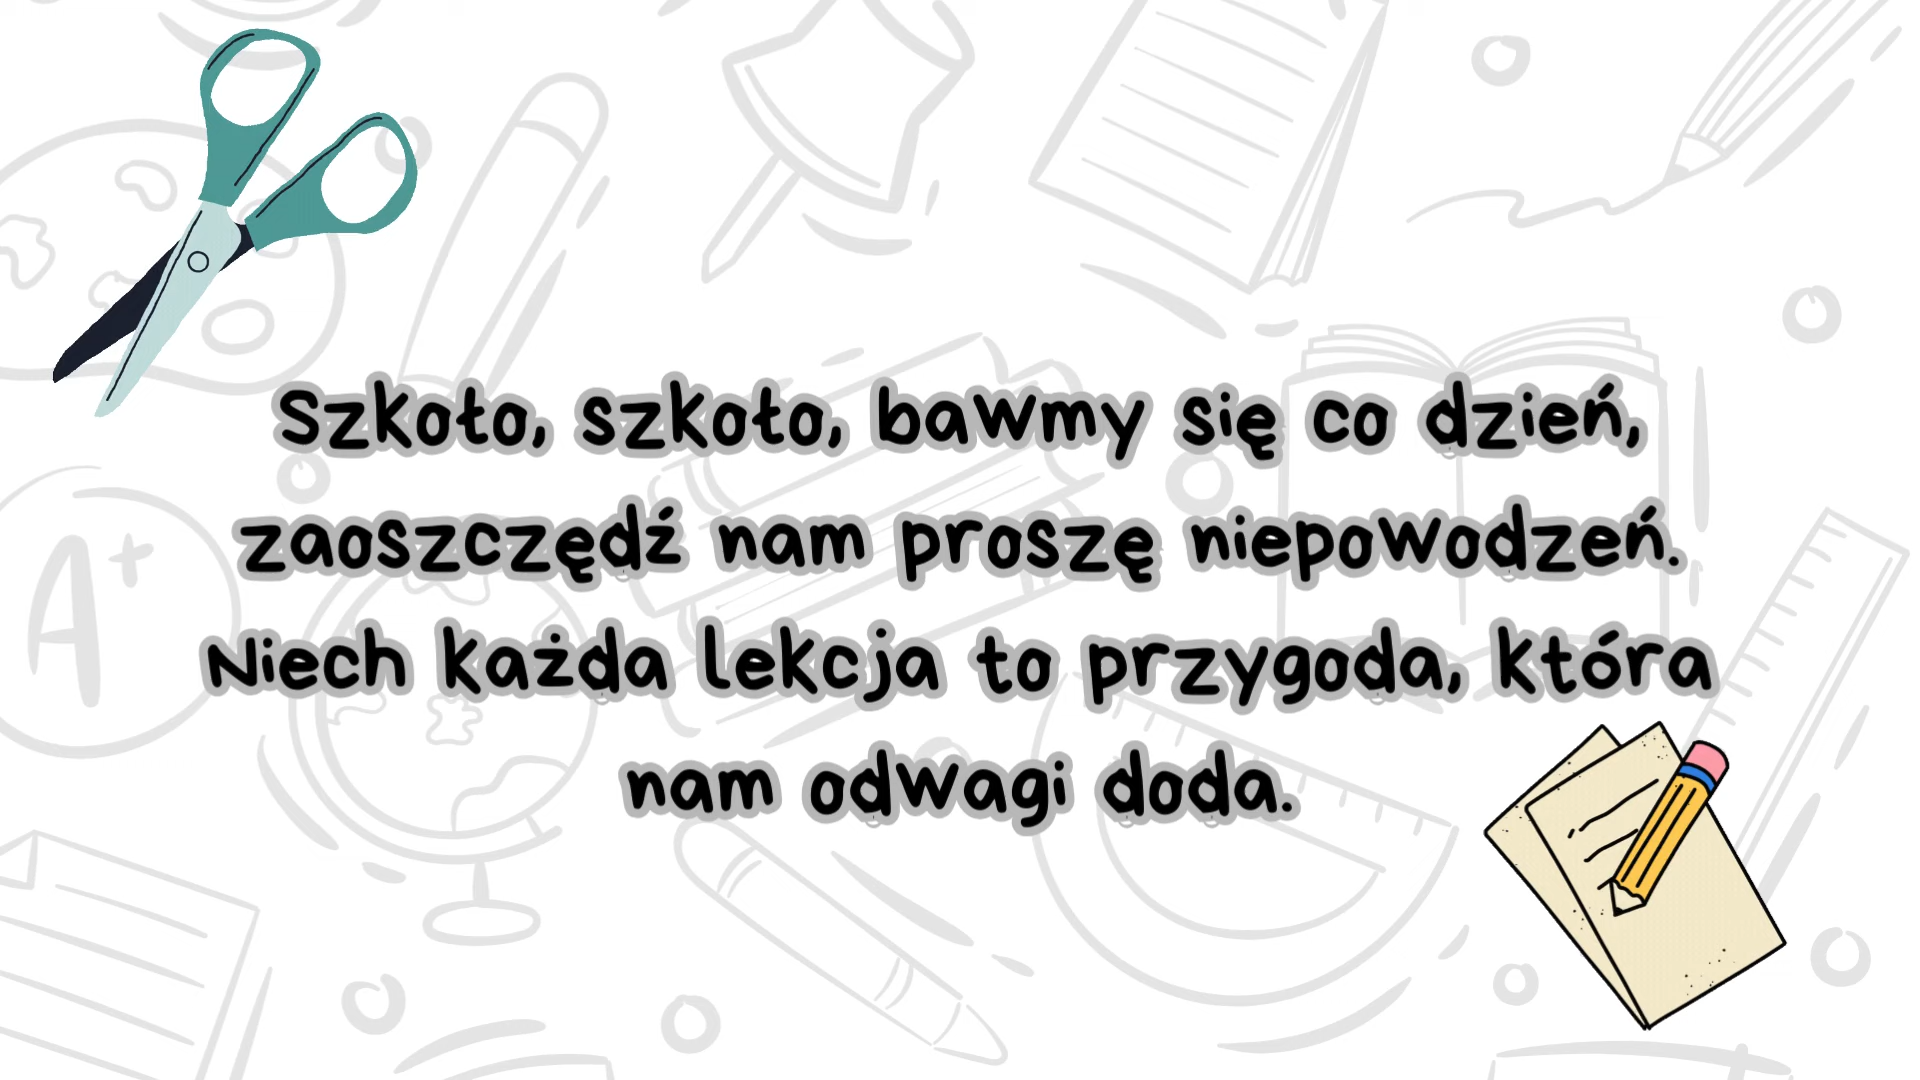 Szkoło, szkoło, bawmy się co dzień,
zaoszczędź nam proszę niepowodzeń.
Niech każda lekcja to przygoda, która
nam odwagi doda.
A+